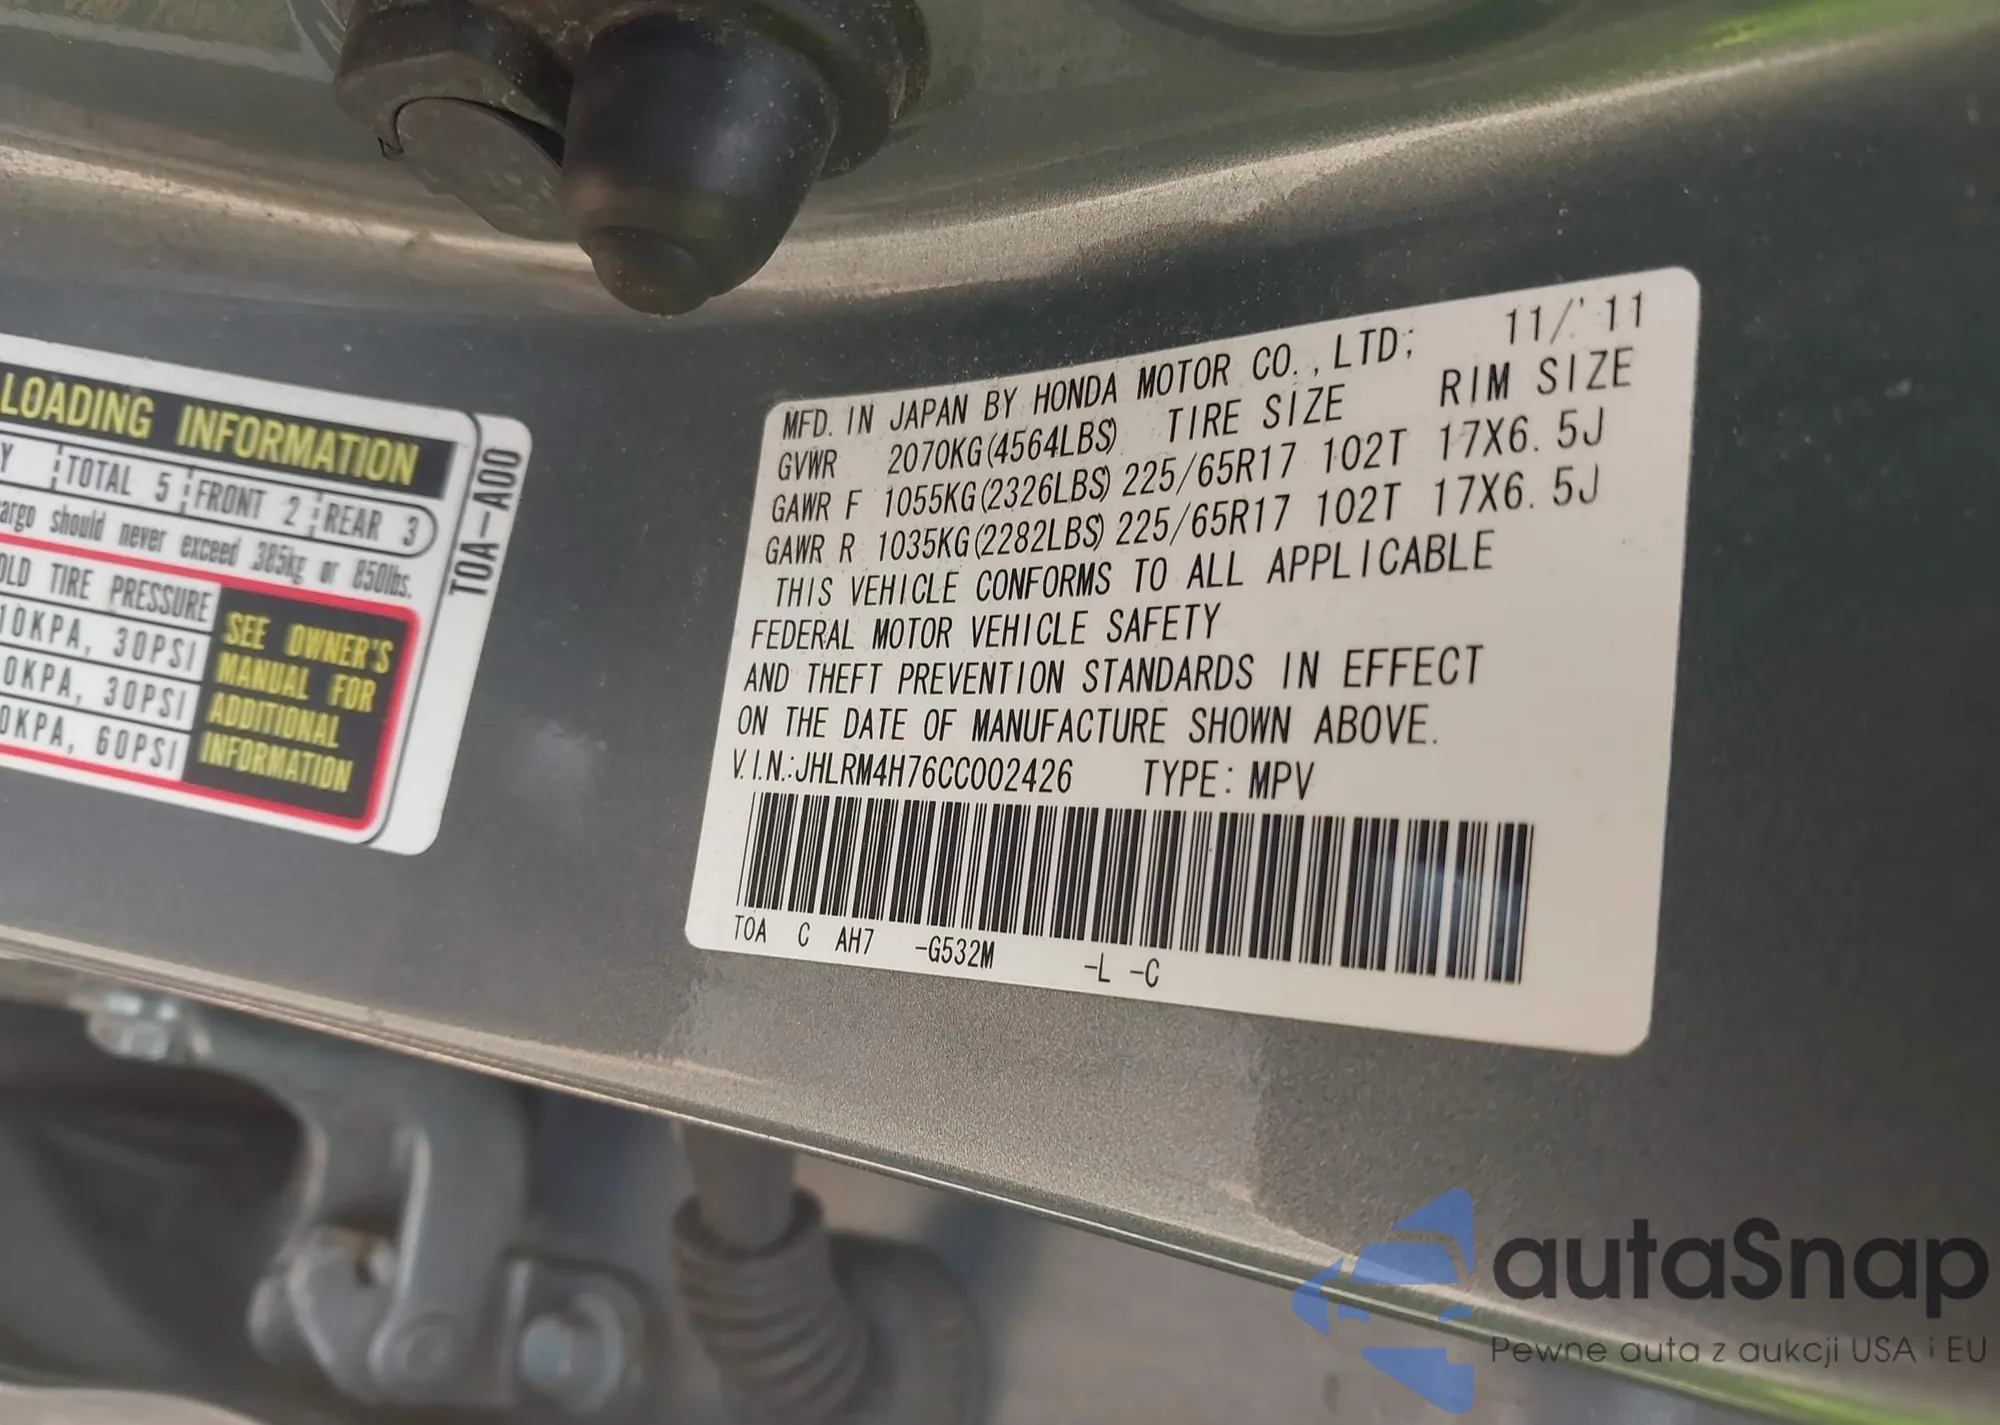 LOADING INFORMATION
TOTAL 5 FRONT 2 REAR 3
cargo should never exceed 385kg or 850lbs.
TIRE PRESSURE
30PSI
30PSI
60PSI
SEE OWNER'S
MANUAL FOR
ADDITIONAL
INFORMATION
T0A-A00
MFD. IN JAPAN BY HONDA MOTOR CO., LTD; 11/'11
GVWR 2070KG(4564LBS) TIRE SIZE RIM SIZE
GAWR F 1055KG(2326LBS) 225/65R17 102T 17X6.5J
GAWR R 1035KG(2282LBS) 225/65R17 102T 17X6.5J
THIS VEHICLE CONFORMS TO ALL APPLICABLE
FEDERAL MOTOR VEHICLE SAFETY
AND THEFT PREVENTION STANDARDS IN EFFECT
ON THE DATE OF MANUFACTURE SHOWN ABOVE.
V.I.N.:JHLRM4H76CC002426 TYPE: MPV
T0A C AH7 -G532M -L -C
autaSnap
Pewne auta z aukcji USA i EU